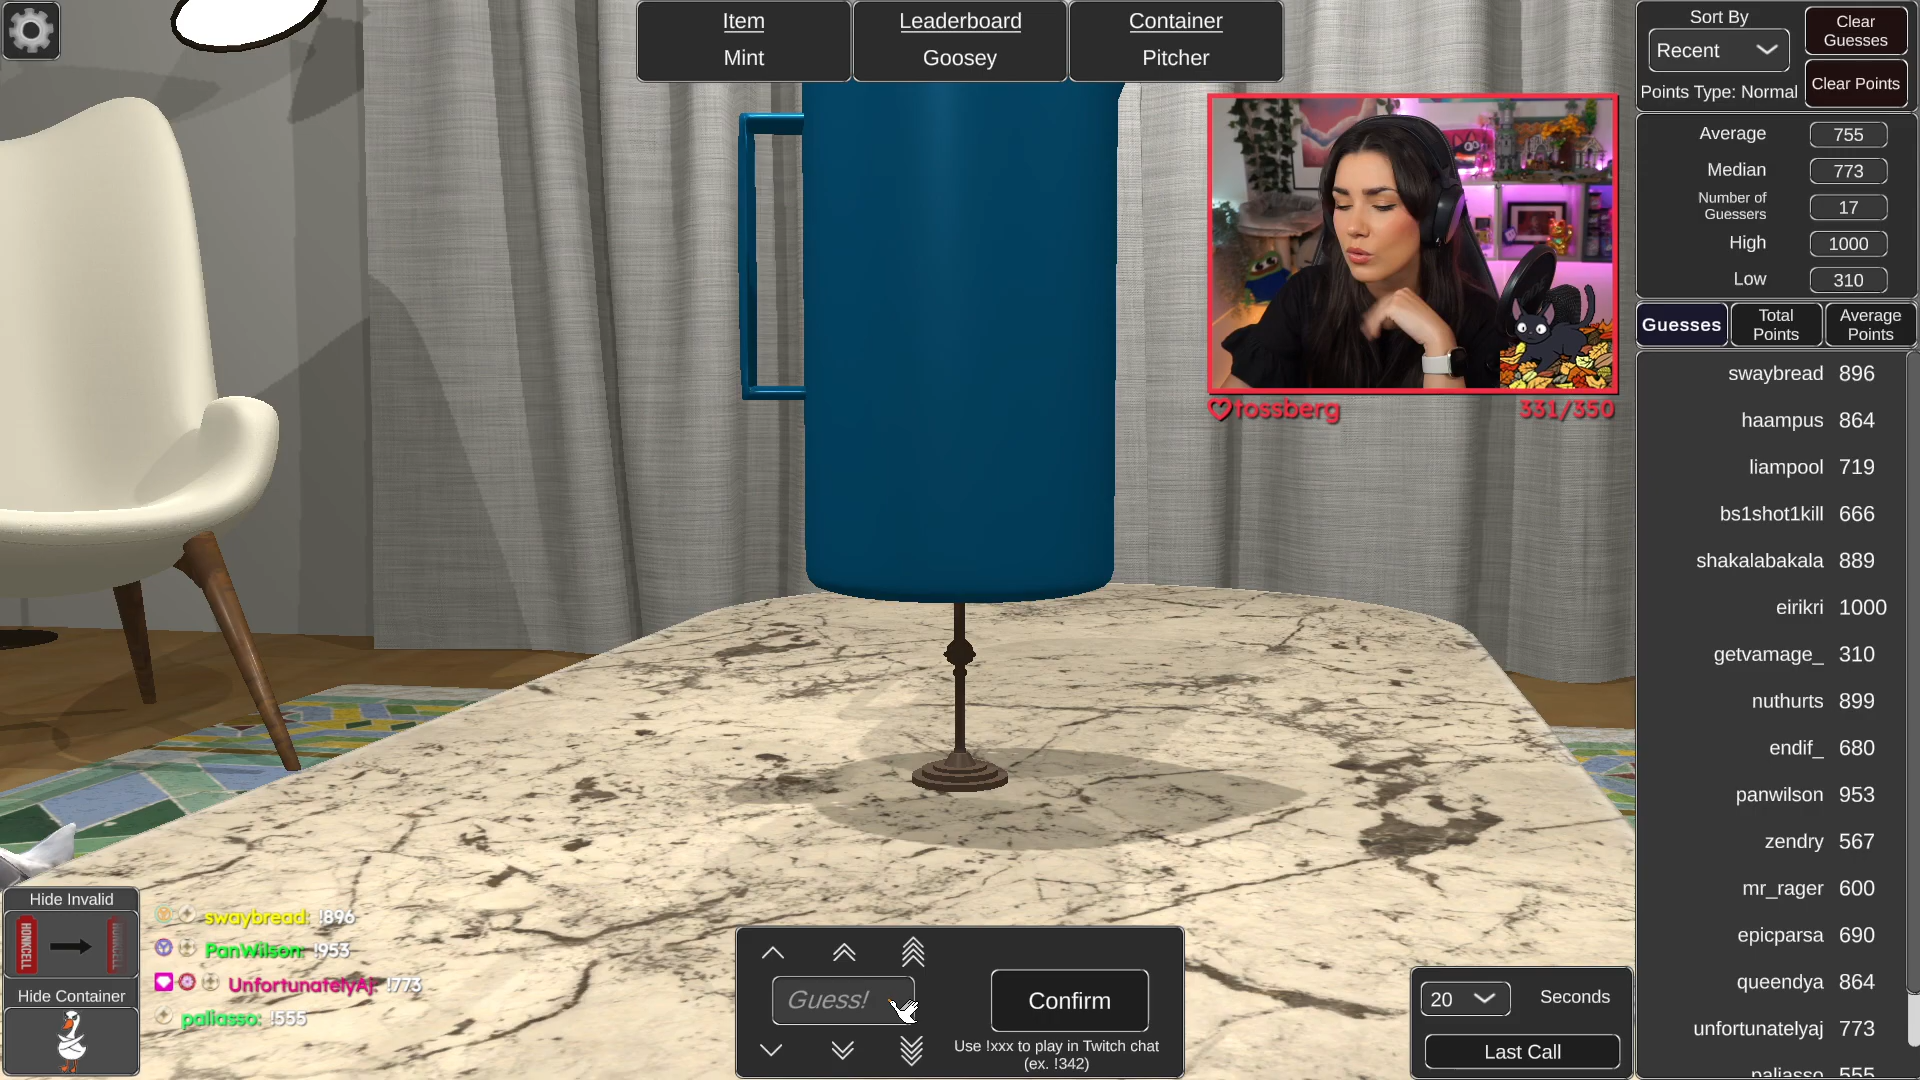 Item
Mint
Leaderboard
Goosey
Container
Pitcher
Sort By
Recent
Clear
Guesses
Clear Points
Points Type: Normal
Average 755
Median 773
Number of
Guessers
17
High 1000
Low 310
Guesses
Total
Points
Average
Points
swaybread 896
haampus 864
liampool 719
bs1shot1kill 666
shakalabakala 889
eirikri 1000
getvamage_ 310
nuthurts 899
endif_ 680
panwilson 953
zendry 567
mr_rager 600
epicparsa 690
queendya 864
unfortunatelyaj 773
paliasso 555
tossberg
331/350
Hide Invalid
HONKCELL
HONKCELL
Hide Container
swaybread: !896
PanWilson: !953
UnfortunatelyAj: !773
paliasso: !555
Guess!
Confirm
Use !xxx to play in Twitch chat
(ex. !342)
20 Seconds
Last Call